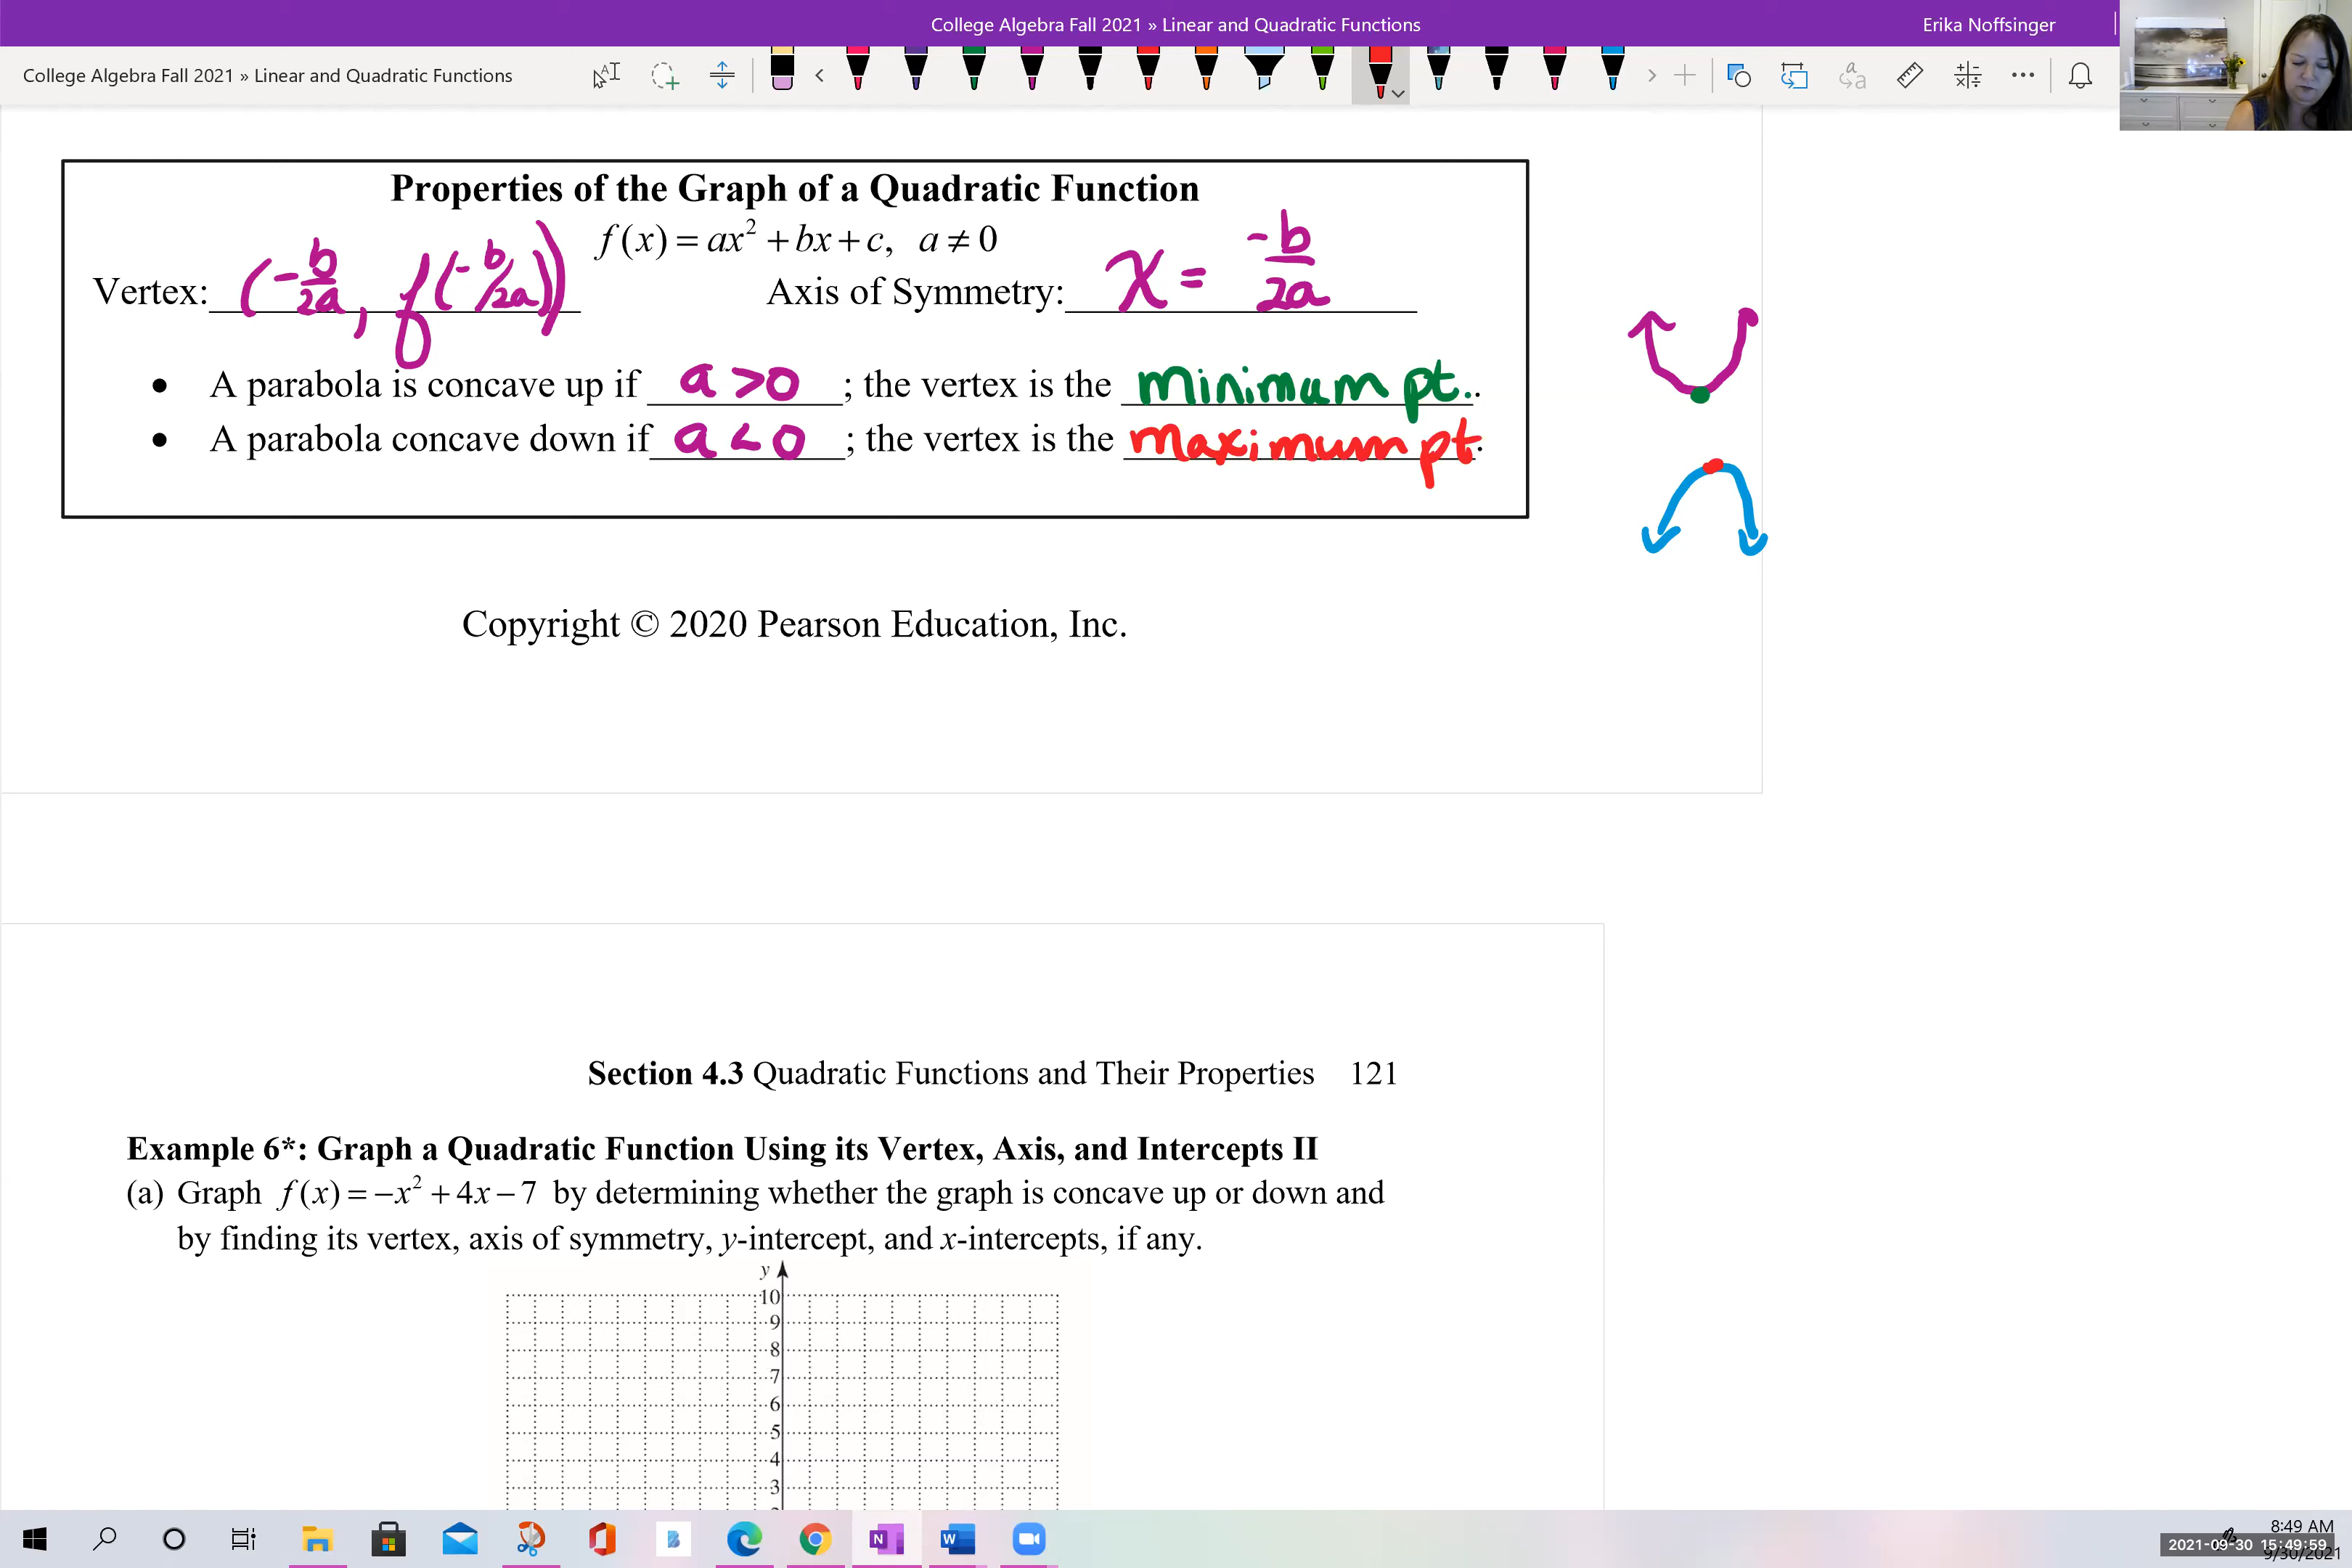 College Algebra Fall 2021 » Linear and Quadratic Functions
Erika Noffsinger
College Algebra Fall 2021 » Linear and Quadratic Functions
Properties of the Graph of a Quadratic Function
f(x) = ax² + bx + c, a ≠ 0
Vertex: (-b/2a, f(-b/2a)) Axis of Symmetry: x = -b/2a
• A parabola is concave up if a > 0 ; the vertex is the minimum pt..
• A parabola concave down if a < 0 ; the vertex is the maximum pt.
Copyright © 2020 Pearson Education, Inc.
Section 4.3 Quadratic Functions and Their Properties 121
Example 6*: Graph a Quadratic Function Using its Vertex, Axis, and Intercepts II
(a) Graph f(x) = −x² + 4x − 7 by determining whether the graph is concave up or down and
by finding its vertex, axis of symmetry, y-intercept, and x-intercepts, if any.
y
10
9
8
7
6
5
4
3
8:49 AM
2021-09-30 15:49:59
9/30/2021